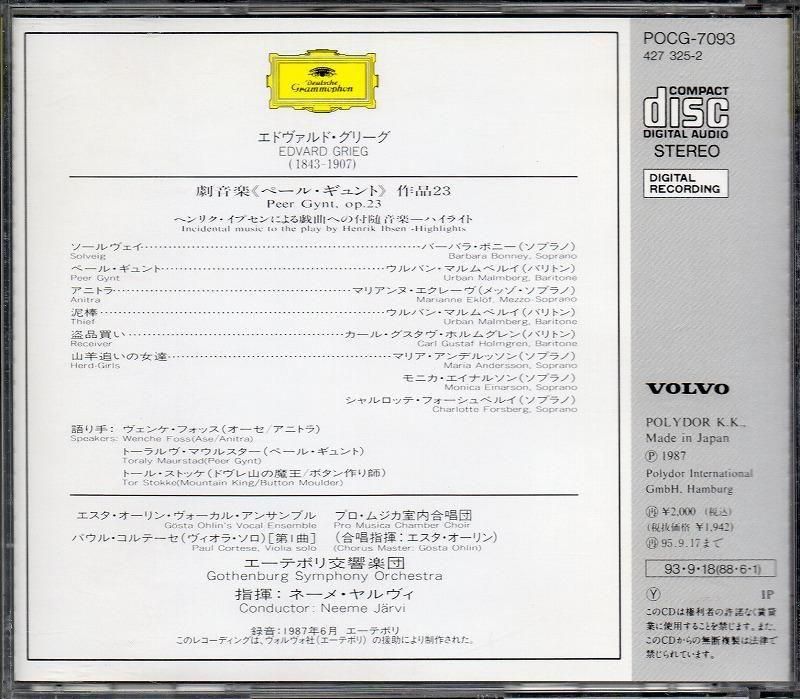 Deutsche
Grammophon
エドヴァルド・グリーグ
EDVARD GRIEG
(1843-1907)
劇音楽《ペール・ギュント》 作品23
Peer Gynt, op.23
ヘンリク・イプセンによる戯曲への付随音楽―ハイライト
Incidental music to the play by Henrik Ibsen -Highlights
ソールヴェイ……バーバラ・ボニー(ソプラノ)
Solveig Barbara Bonney, Soprano
ペール・ギュント……ウルバン・マルムベルイ(バリトン)
Peer Gynt Urban Malmberg, Baritone
アニトラ……マリアンヌ・エクレーヴ(メッゾ・ソプラノ)
Anitra Marianne Eklöf, Mezzo-Soprano
泥棒……ウルバン・マルムベルイ(バリトン)
Thief Urban Malmberg, Baritone
盗品買い……カール・グスタヴ・ホルムグレン(バリトン)
Receiver Carl Gustaf Holmgren, Baritone
山羊追いの女達……マリア・アンデルッソン(ソプラノ)
Herd-Girls Maria Andersson, Soprano
モニカ・エイナルソン(ソプラノ)
Monica Einarson, Soprano
シャルロッテ・フォーシュベルイ(ソプラノ)
Charlotte Forsberg, Soprano
語り手: ヴェンケ・フォッス(オーセ/アニトラ)
Speakers: Wenche Foss(Ase/Anitra)
トーラルヴ・マウルスター(ペール・ギュント)
Toralv Maurstad(Peer Gynt)
トール・ストッケ(ドヴレ山の魔王/ボタン作り師)
Tor Stokke(Mountain King/Button Moulder)
エスタ・オーリン・ヴォーカル・アンサンブル プロ・ムジカ室内合唱団
Gösta Ohlin's Vocal Ensemble Pro Musica Chamber Choir
パウル・コルテーセ(ヴィオラ・ソロ)[第1曲] (合唱指揮: エスタ・オーリン)
Paul Cortese, Violia solo (Chorus Master: Gösta Ohlin)
エーテボリ交響楽団
Gothenburg Symphony Orchestra
指揮: ネーメ・ヤルヴィ
Conductor: Neeme Järvi
録音: 1987年6月 エーテボリ
このレコーディングは、ヴォルヴォ社(エーテボリ)の援助により制作された。
POCG-7093
427 325-2
COMPACT
disc
DIGITAL AUDIO
STEREO
DIGITAL
RECORDING
VOLVO
POLYDOR K.K.,
Made in Japan
Ⓟ 1987
Polydor International
GmbH, Hamburg
㊢ ¥2,000 (税込)
(税抜価格 ¥1,942)
㊢ 95.9.17まで
93・9・18(88・6・1)
Ⓨ 1P
このCDは権利者の許諾なく賃貸
業に使用することを禁じます。また、
このCDからの無断複製は法律で
禁じられています。